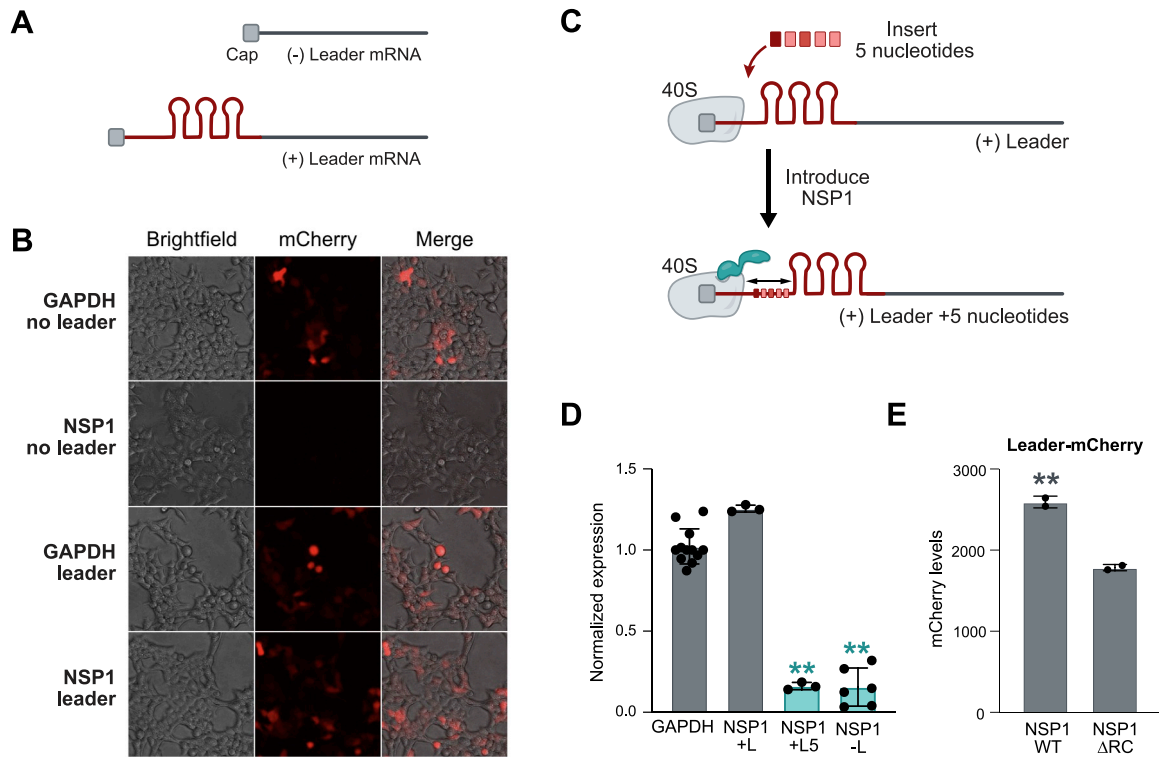 A
Cap
(-) Leader mRNA
(+) Leader mRNA
B
Brightfield
mCherry
Merge
GAPDH
no leader
NSP1
no leader
GAPDH
leader
NSP1
leader
C
Insert
5 nucleotides
40S
(+) Leader
Introduce
NSP1
40S
(+) Leader +5 nucleotides
D
Normalized expression
1.5
1.0
0.5
0.0
**
**
GAPDH
NSP1
+L
NSP1
+L5
NSP1
-L
E
Leader-mCherry
mCherry levels
3000
2000
1000
0
**
NSP1
WT
NSP1
ΔRC